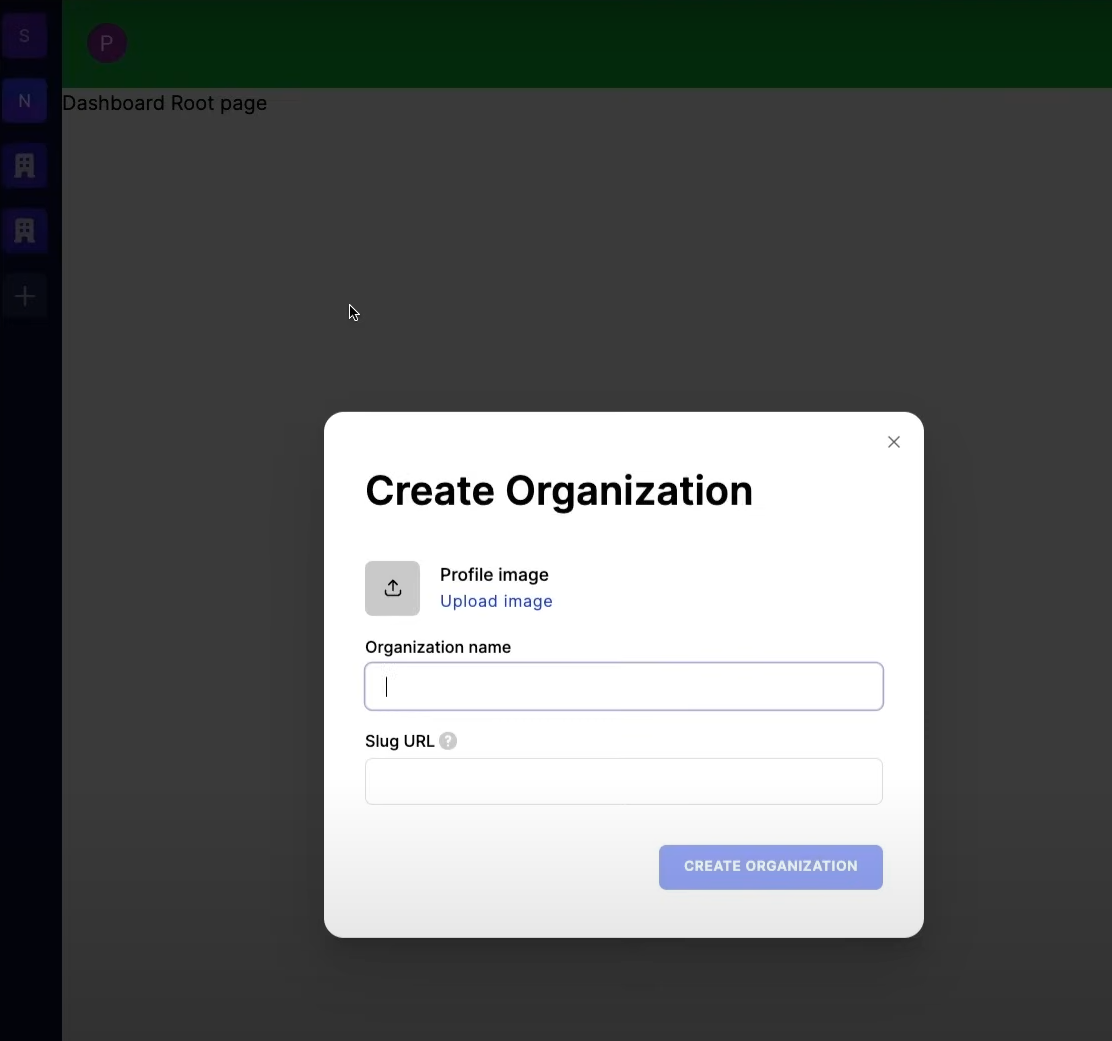 S
P
N
Dashboard Root page
Create Organization
Profile image
Upload image
Organization name
Slug URL ?
CREATE ORGANIZATION